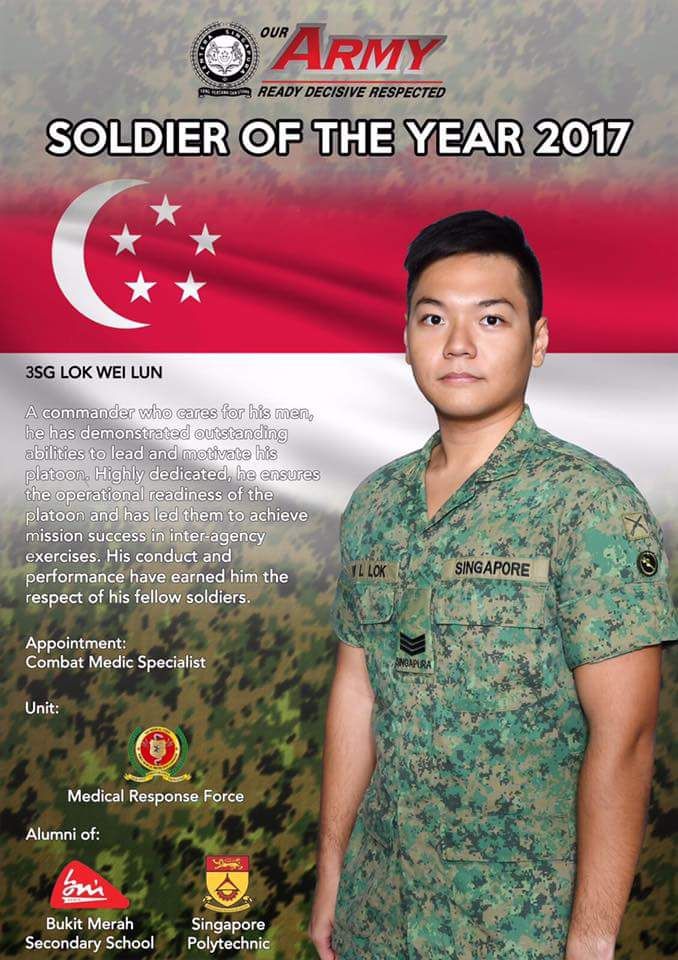 OUR ARMY
READY DECISIVE RESPECTED
SOLDIER OF THE YEAR 2017
3SG LOK WEI LUN
A commander who cares for his men,
he has demonstrated outstanding
abilities to lead and motivate his
platoon. Highly dedicated, he ensures
the operational readiness of the
platoon and has led them to achieve
mission success in inter-agency
exercises. His conduct and
performance have earned him the
respect of his fellow soldiers.
W L LOK
SINGAPORE
SINGAPURA
Appointment:
Combat Medic Specialist
Unit:
Medical Response Force
Alumni of:
Bukit Merah
Secondary School
Singapore
Polytechnic